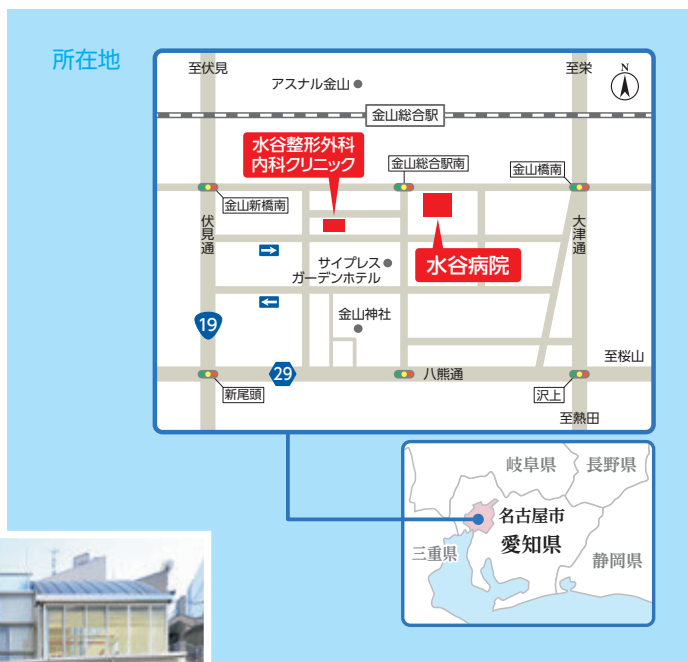 所在地
至伏見
アスナル金山
至栄
N
金山総合駅
水谷整形外科
内科クリニック
金山総合駅南
金山橋南
金山新橋南
伏見通
大津通
サイプレス
ガーデンホテル
水谷病院
金山神社
19
至桜山
29
八熊通
新尾頭
沢上
至熱田
岐阜県
長野県
名古屋市
愛知県
三重県
静岡県